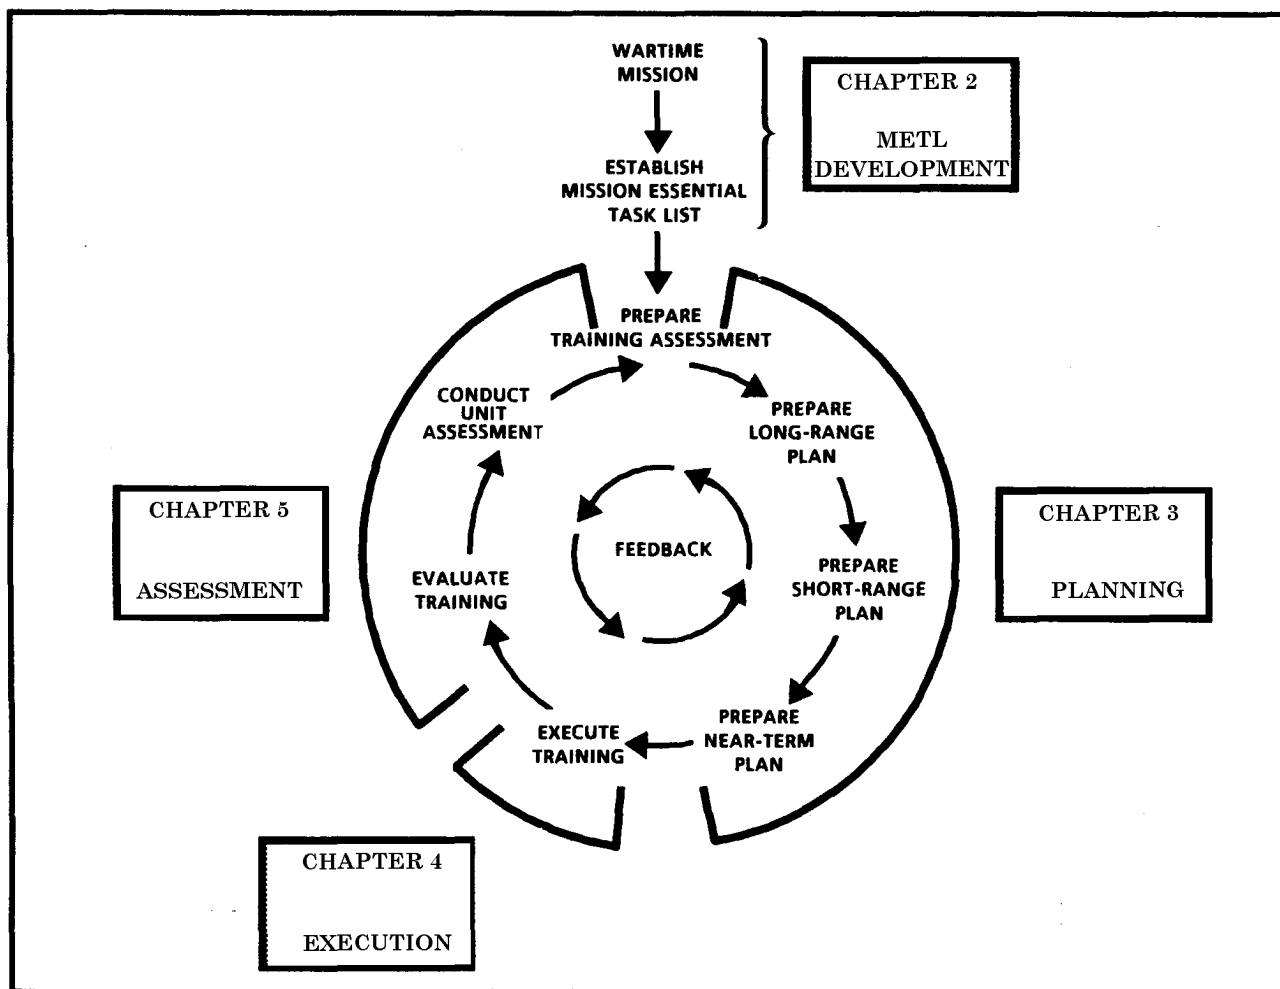 WARTIME
MISSION
CHAPTER 2
METL
DEVELOPMENT
ESTABLISH
MISSION ESSENTIAL
TASK LIST
PREPARE
TRAINING ASSESSMENT
CONDUCT
UNIT
ASSESSMENT
PREPARE
LONG-RANGE
PLAN
CHAPTER 5
ASSESSMENT
EVALUATE
TRAINING
FEEDBACK
PREPARE
SHORT-RANGE
PLAN
CHAPTER 3
PLANNING
EXECUTE
TRAINING
PREPARE
NEAR-TERM
PLAN
CHAPTER 4
EXECUTION